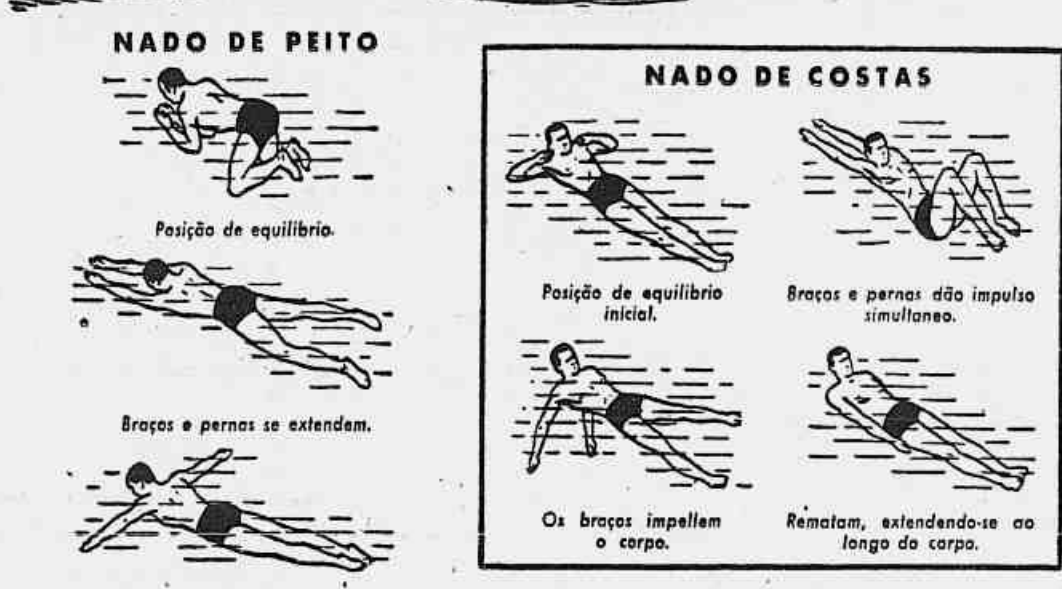 NADO DE PEITO
Posição de equilibrio.
Braços e pernas se extendem.
NADO DE COSTAS
Posição de equilibrio
inicial.
Braços e pernas dão impulso
simultaneo.
Os braços impellem
o corpo.
Rematam, extendendo-se ao
longo do corpo.